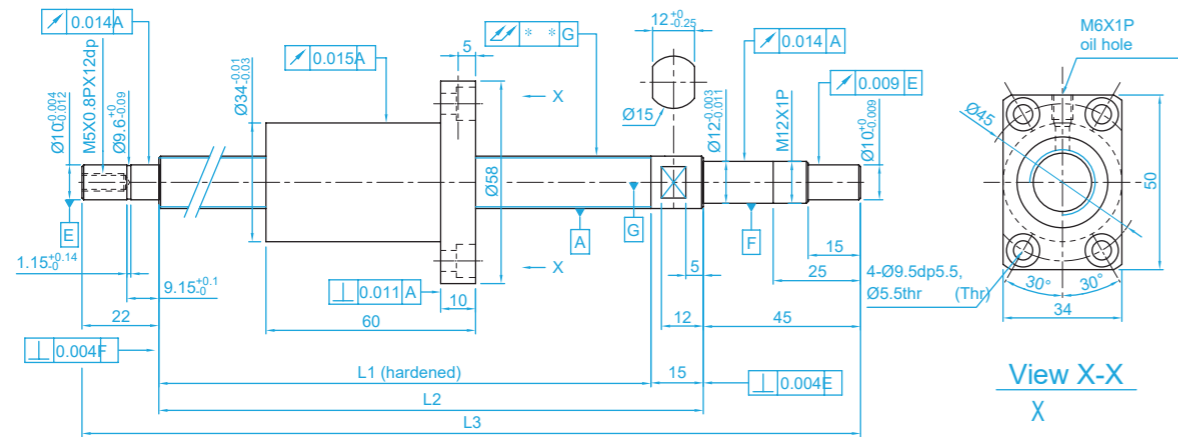 0.014A
0.015A
5
* * G
12 +0 -0.25
0.014 A
M6X1P
oil hole
0.009 E
X
Ø10 -0.004 -0.012
M5X0.8PX12dp
Ø9.6 +0 -0.09
Ø34 -0.01 -0.03
Ø15
Ø12 -0.003 -0.011
M12X1P
Ø10 +0 -0.009
Ø45
Ø58
50
E
A
G
F
1.15 +0.14 -0
X
5
15
9.15 +0.1 -0
0.011 A
10
25
4-Ø9.5dp5.5,
Ø5.5thr (Thr)
30° 30°
22
60
12
45
34
0.004F
L1 (hardened)
15
0.004E
L2
L3
View X-X
X